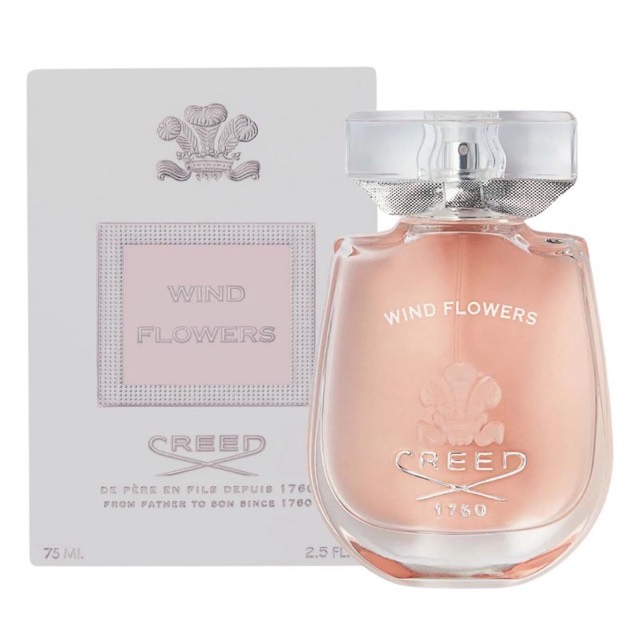 WIND
FLOWERS
CREED
DE PÈRE EN FILS DEPUIS 1760
FROM FATHER TO SON SINCE 1760
75 Ml.
2.5 FL.
WIND FLOWERS
CREED
1760